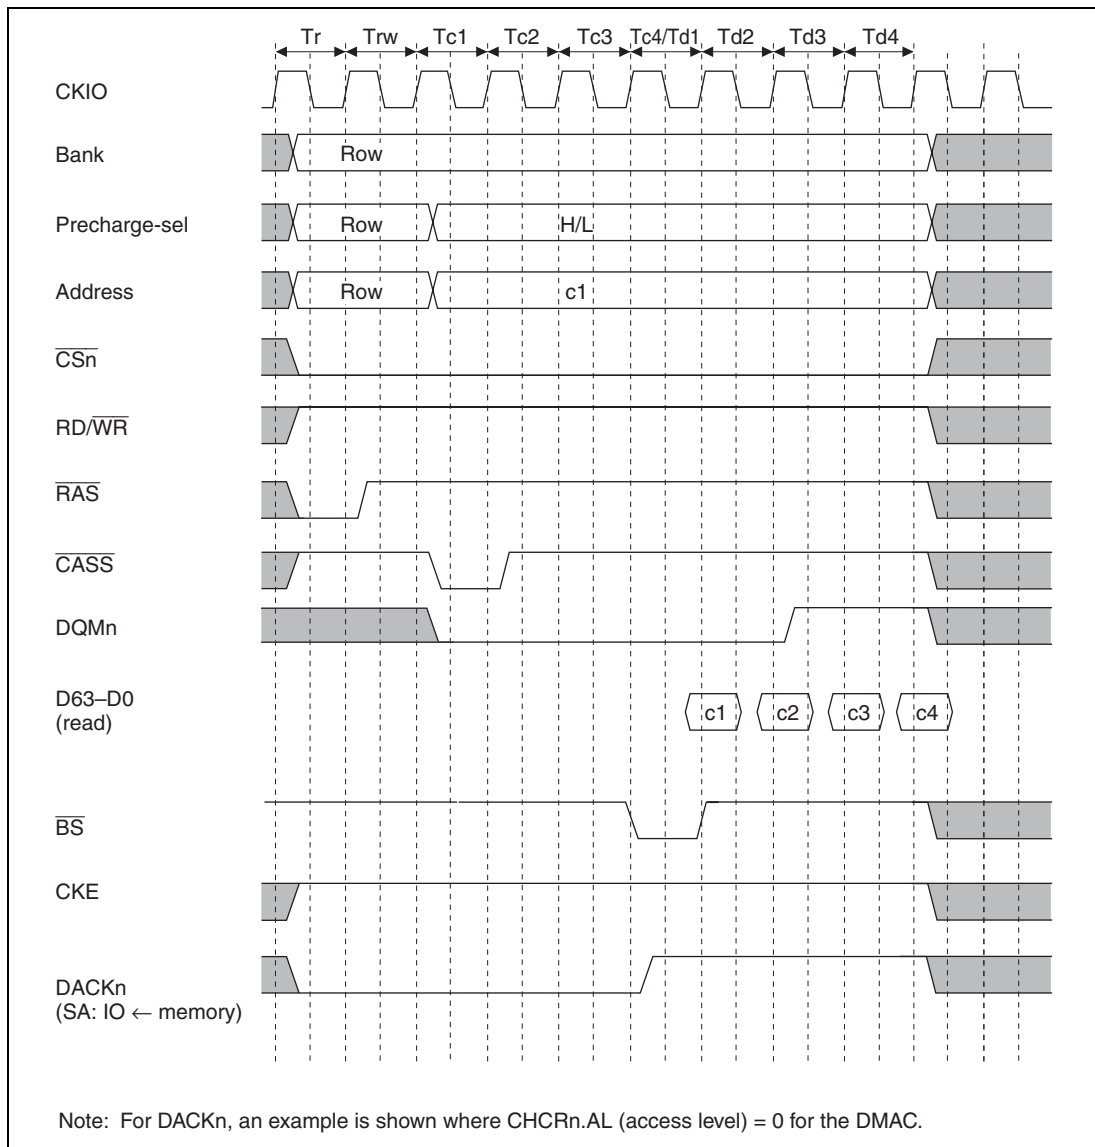 Tr Trw Tc1 Tc2 Tc3 Tc4/Td1 Td2 Td3 Td4
CKIO
Bank Row
Precharge-sel Row H/L
Address Row c1
CSn
RD/WR
RAS
CASS
DQMn
D63–D0
(read)
c1 c2 c3 c4
BS
CKE
DACKn
(SA: IO ← memory)
Note: For DACKn, an example is shown where CHCRn.AL (access level) = 0 for the DMAC.